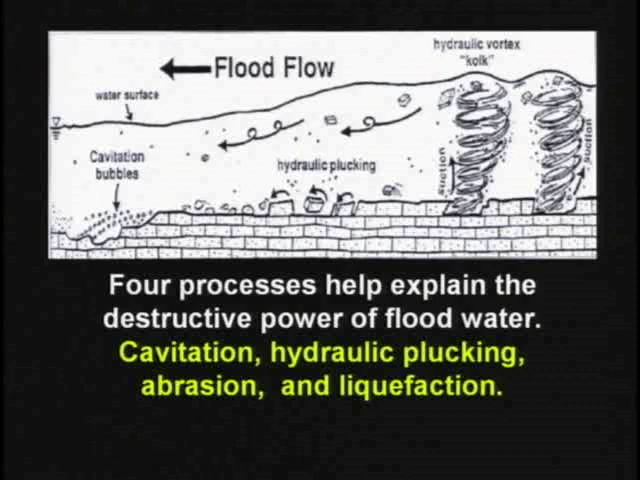 hydraulic vortex
"kolk"
Flood Flow
water surface
Cavitation
bubbles
hydraulic plucking
suction
suction
Four processes help explain the
destructive power of flood water.
Cavitation, hydraulic plucking,
abrasion, and liquefaction.